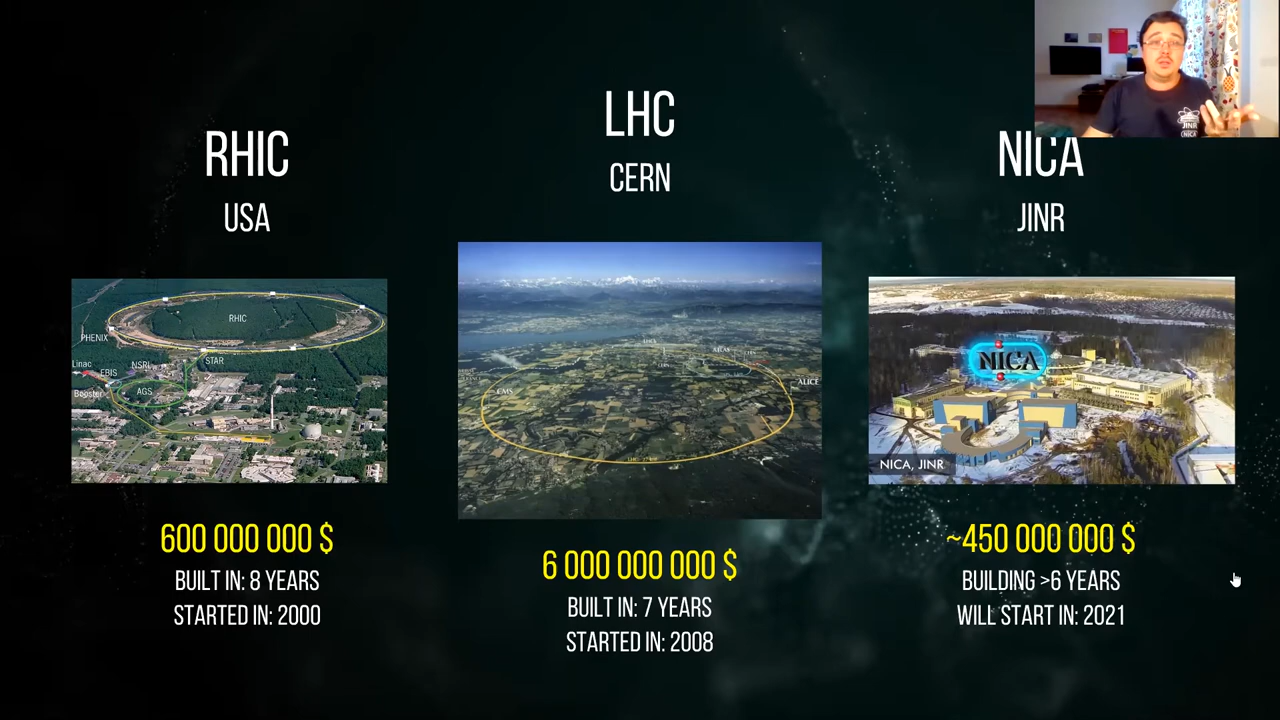 RHIC
USA
RHIC
PHENIX
STAR
Linac
NSRL
EBIS
AGS
Booster
600 000 000 $
BUILT IN: 8 YEARS
STARTED IN: 2000
LHC
CERN
CMS
ALICE
6 000 000 000 $
BUILT IN: 7 YEARS
STARTED IN: 2008
JINR
NICA
NICA
JINR
NICA
NICA, JINR
~450 000 000 $
BUILDING >6 YEARS
WILL START IN: 2021